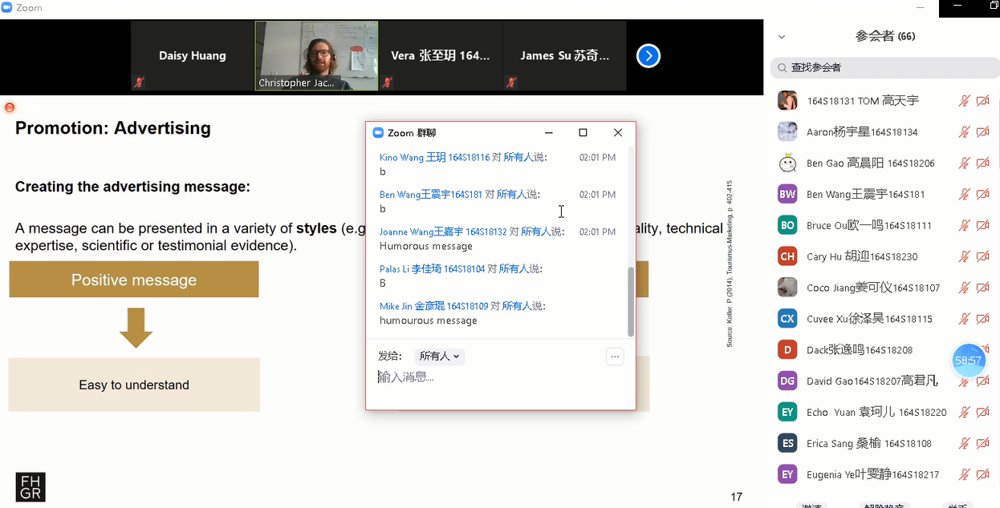 Zoom
Daisy Huang
Christopher Jac...
Vera 张至玥 164...
James Su 苏奇...
Promotion: Advertising
Creating the advertising message:
A message can be presented in a variety of styles (e.g
ality, technical
expertise, scientific or testimonial evidence).
Positive message
Easy to understand
Source: Kotler. P (2014), Tourismus-Marketing, p. 402-415
FH
GR
17
Zoom 群聊
Kino Wang 王玥 164S18116 对 所有人说: 02:01 PM
b
Ben Wang王震宇164S181 对 所有人说: 02:01 PM
b
Joanne Wang王嘉宇 164S18132 对 所有人说: 02:01 PM
Humorous message
Palas Li 李佳琦 164S18104 对 所有人说:
B
Mike Jin 金彦琨 164S18109 对 所有人说:
humourous message
发给: 所有人
输入消息...
参会者 (66)
查找参会者
164S18131 TOM 高天宇
Aaron杨宇星164S18134
Ben Gao 高晨阳 164S18206
BW Ben Wang王震宇164S181
BO Bruce Ou欧一鸣164S18111
CH Cary Hu 胡迎164S18230
Coco Jiang姜可仪164S18107
CX Cuvee Xu徐泽昊164S18115
D Dack张逸鸣164S18208
58:57
DG David Gao164S18207高君凡
EY Echo Yuan 袁珂儿 164S18220
ES Erica Sang 桑榆 164S18108
EY Eugenia Ye叶雯静164S18217